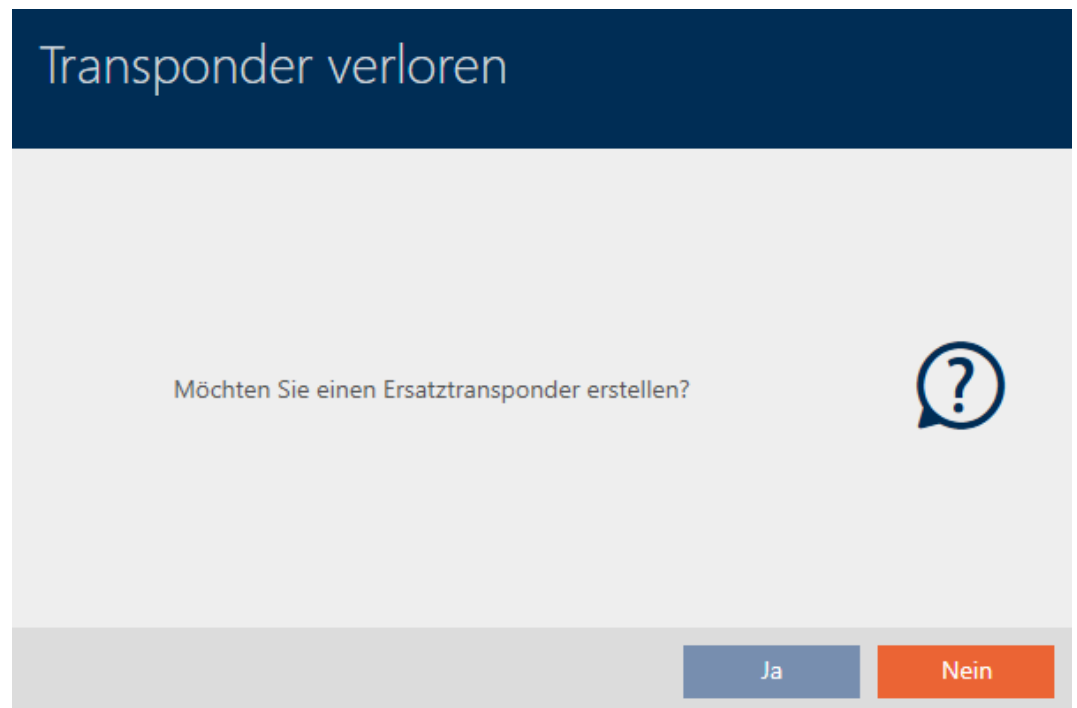 Transponder verloren
Möchten Sie einen Ersatztransponder erstellen?
?
Ja
Nein